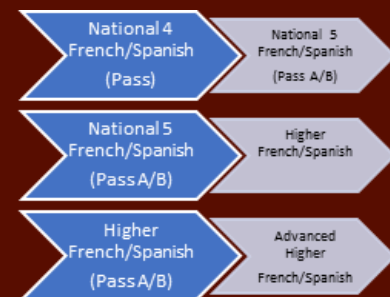 National 4
French/Spanish
(Pass)
National 5
French/Spanish
(Pass A/B)
National 5
French/Spanish
(Pass A/B)
Higher
French/Spanish
Higher
French/Spanish
(Pass A/B)
Advanced
Higher
French/Spanish